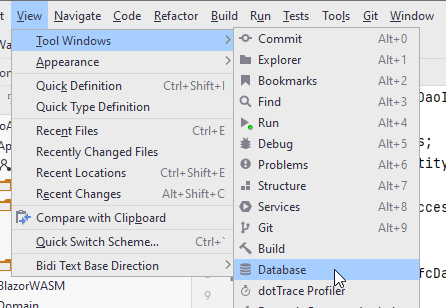 View Navigate Code Refactor Build Run Tests Tools Git Window
Tool Windows
Appearance
Quick Definition Ctrl+Shift+I
Quick Type Definition
Recent Files Ctrl+E
Recently Changed Files
Recent Locations Ctrl+Shift+E
Recent Changes Alt+Shift+C
Compare with Clipboard
Quick Switch Scheme... Ctrl+`
Bidi Text Base Direction
Commit Alt+0
Explorer Alt+1
Bookmarks Alt+2
Find Alt+3
Run Alt+4
Debug Alt+5
Problems Alt+6
Structure Alt+7
Services Alt+8
Git Alt+9
Build
Database
dotTrace Profiler
BlazorWASM
Domain
9